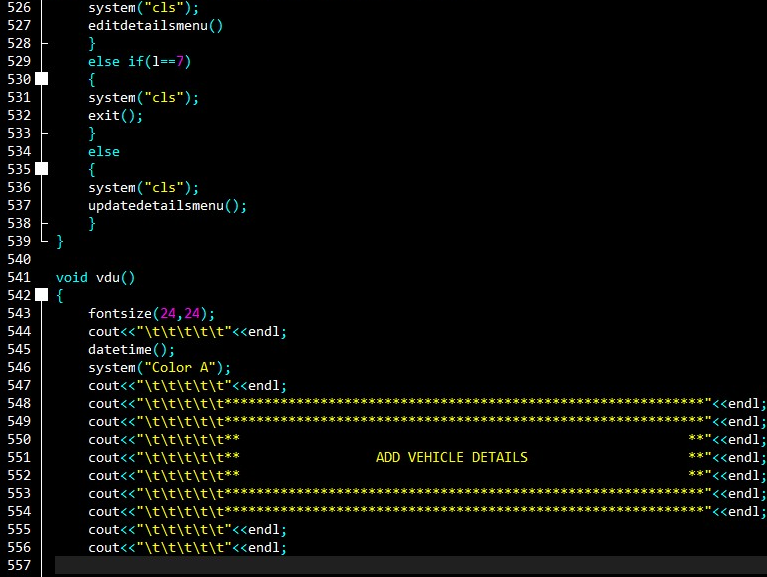 526 system("cls");
527 editdetailsmenu()
528 }
529 else if(l==7)
530 {
531 system("cls");
532 exit();
533 }
534 else
535 {
536 system("cls");
537 updatedetailsmenu();
538 }
539 }
540
541 void vdu()
542 {
543 fontsize(24,24);
544 cout<<"\t\t\t\t\t"<<endl;
545 datetime();
546 system("Color A");
547 cout<<"\t\t\t\t\t"<<endl;
548 cout<<"\t\t\t\t\t************************************************************"<<endl;
549 cout<<"\t\t\t\t\t************************************************************"<<endl;
550 cout<<"\t\t\t\t\t**                                                        **"<<endl;
551 cout<<"\t\t\t\t\t**                 ADD VEHICLE DETAILS                    **"<<endl;
552 cout<<"\t\t\t\t\t**                                                        **"<<endl;
553 cout<<"\t\t\t\t\t************************************************************"<<endl;
554 cout<<"\t\t\t\t\t************************************************************"<<endl;
555 cout<<"\t\t\t\t\t"<<endl;
556 cout<<"\t\t\t\t\t"<<endl;
557